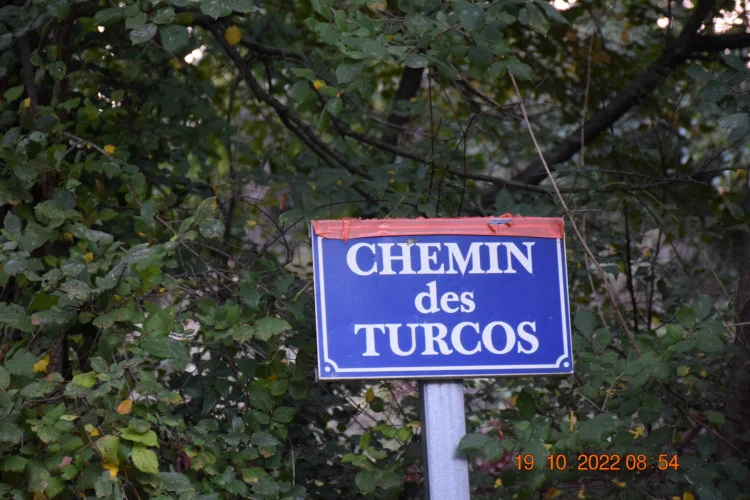 CHEMIN
des
TURCOS
19 10 2022 08:54